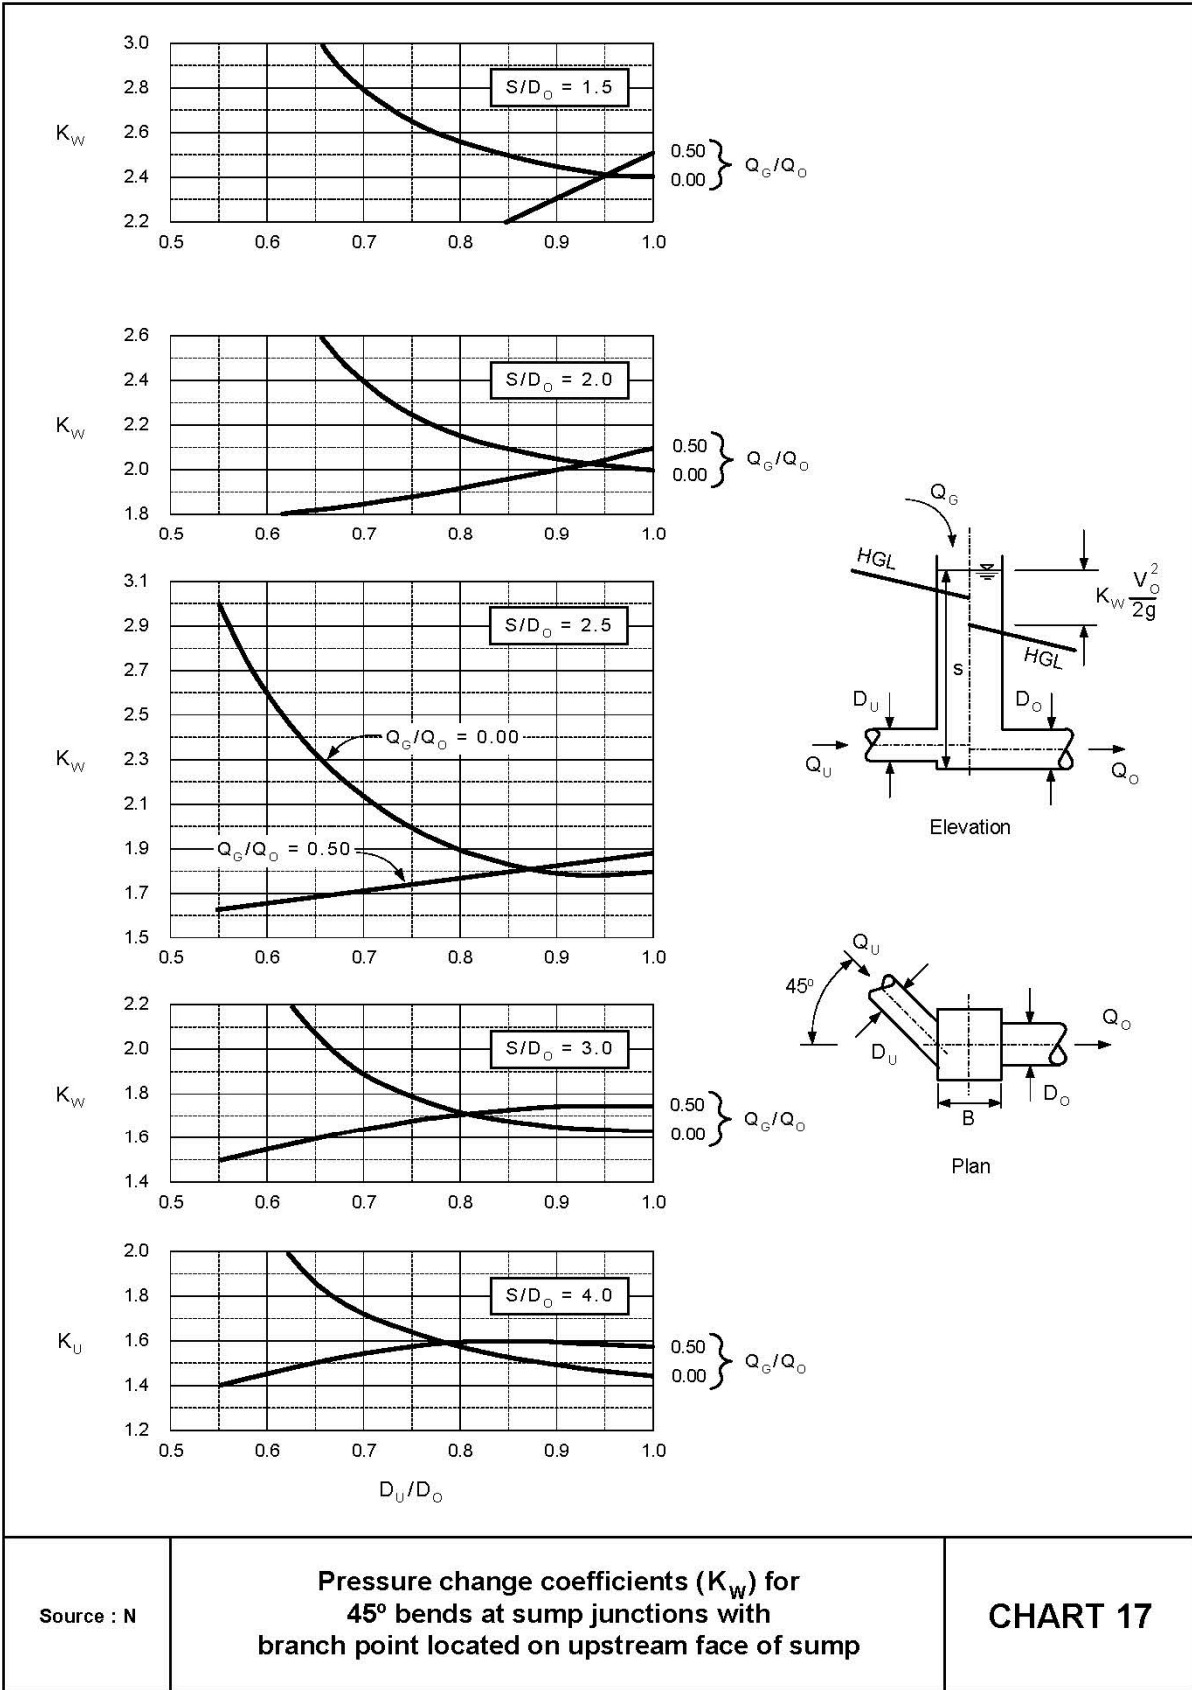 3.0
2.8
2.6
2.4
2.2
K_W
S/D_O = 1.5
0.50
0.00
Q_G/Q_O
0.5 0.6 0.7 0.8 0.9 1.0
2.6
2.4
2.2
2.0
1.8
K_W
S/D_O = 2.0
0.50
0.00
Q_G/Q_O
0.5 0.6 0.7 0.8 0.9 1.0
3.1
2.9
2.7
2.5
2.3
2.1
1.9
1.7
1.5
K_W
S/D_O = 2.5
Q_G/Q_O = 0.00
Q_G/Q_O = 0.50
0.5 0.6 0.7 0.8 0.9 1.0
2.2
2.0
1.8
1.6
1.4
K_W
S/D_O = 3.0
0.50
0.00
Q_G/Q_O
0.5 0.6 0.7 0.8 0.9 1.0
2.0
1.8
1.6
1.4
1.2
K_U
S/D_O = 4.0
0.50
0.00
Q_G/Q_O
0.5 0.6 0.7 0.8 0.9 1.0
D_U/D_O
Q_G
HGL
K_W V_O^2/2g
HGL
S
D_U
D_O
Q_U
Q_O
Elevation
Q_U
45º
D_U
Q_O
D_O
B
Plan
Source : N
Pressure change coefficients (K_W) for
45º bends at sump junctions with
branch point located on upstream face of sump
CHART 17